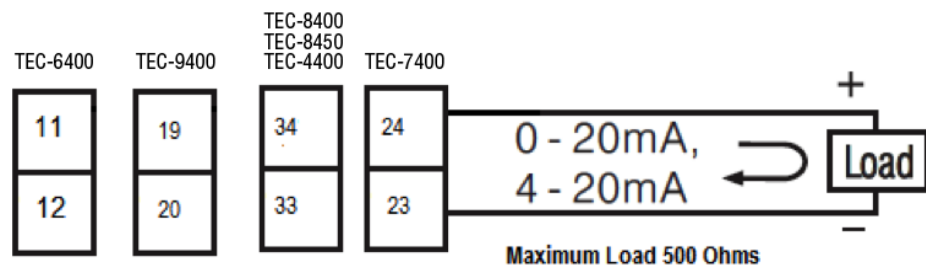 TEC-8400
TEC-8450
TEC-6400 TEC-9400 TEC-4400 TEC-7400
11 19 34 24
12 20 33 23
+
0 - 20mA,
4 - 20mA
Load
–
Maximum Load 500 Ohms